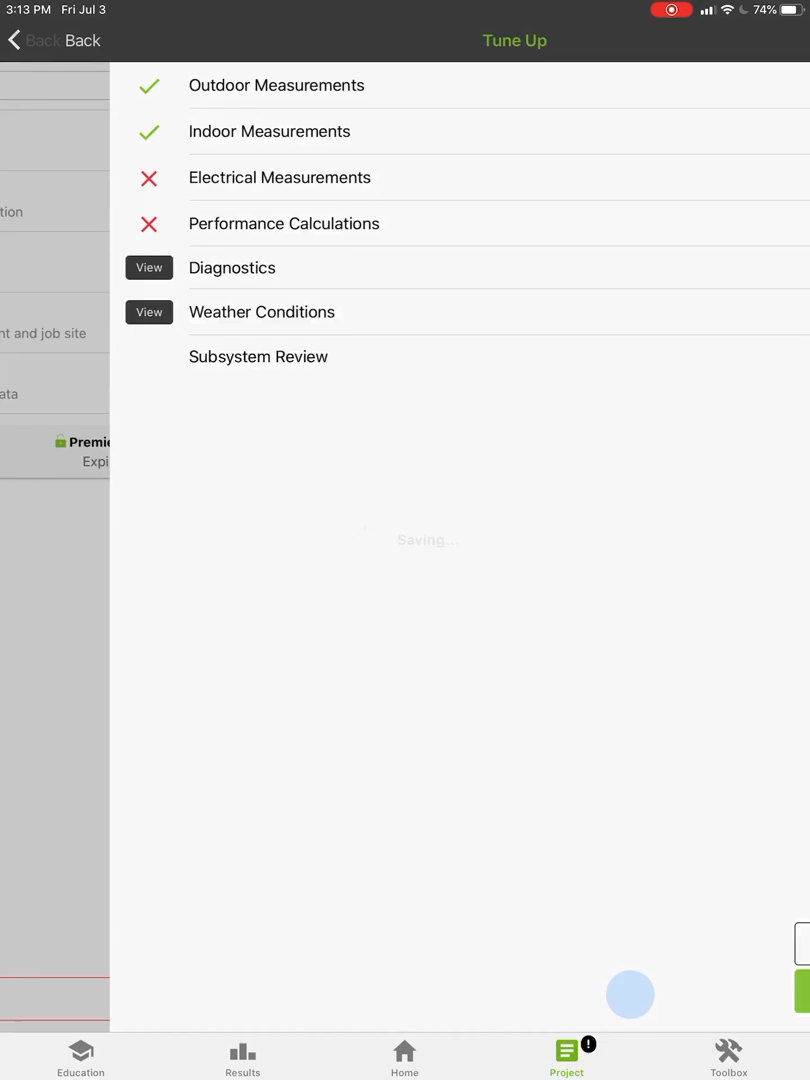 3:13 PM Fri Jul 3
74%
Back Back
Tune Up
Outdoor Measurements
Indoor Measurements
Electrical Measurements
Performance Calculations
View Diagnostics
View Weather Conditions
Subsystem Review
tion
nt and job site
ata
Premie
Expi
Saving...
!
Education Results Home Project Toolbox